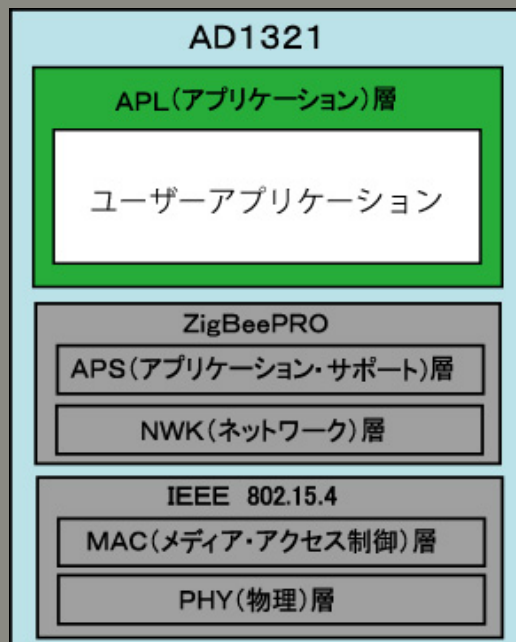 AD1321
APL(アプリケーション)層
ユーザーアプリケーション
ZigBeePRO
APS(アプリケーション・サポート)層
NWK(ネットワーク)層
IEEE 802.15.4
MAC(メディア・アクセス制御)層
PHY(物理)層